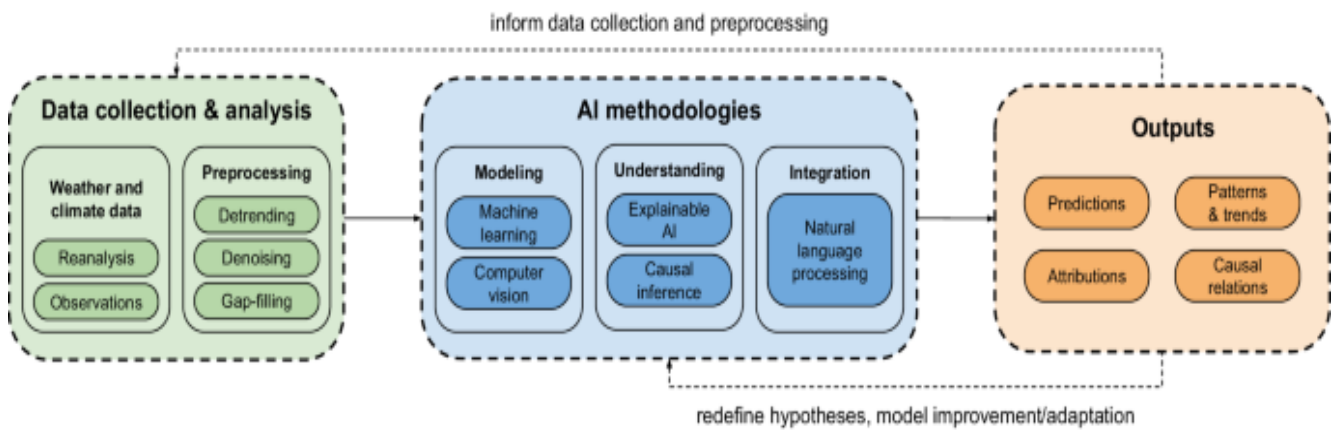 inform data collection and preprocessing
Data collection & analysis
Weather and
climate data
Reanalysis
Observations
Preprocessing
Detrending
Denoising
Gap-filling
AI methodologies
Modeling
Machine
learning
Computer
vision
Understanding
Explainable
AI
Causal
inference
Integration
Natural
language
processing
Outputs
Predictions
Patterns
& trends
Attributions
Causal
relations
redefine hypotheses, model improvement/adaptation